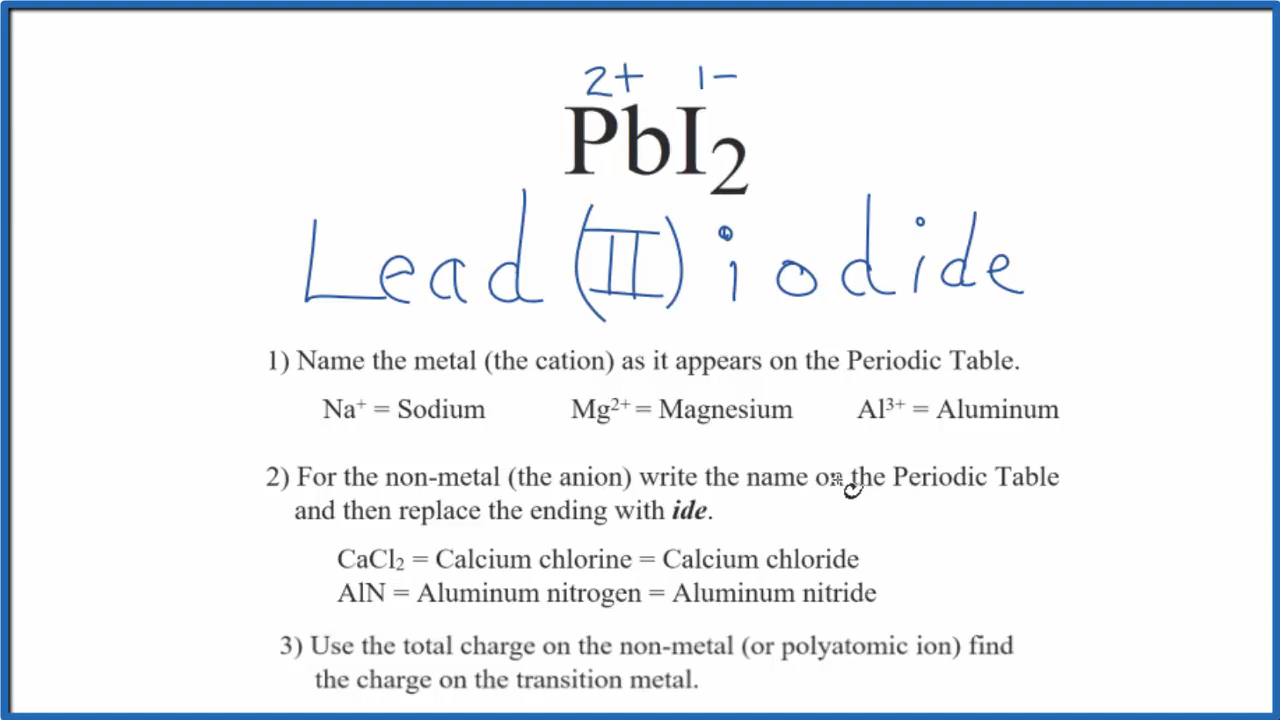 2+ 1-
PbI₂
Lead (II) iodide
1) Name the metal (the cation) as it appears on the Periodic Table.
Na⁺ = Sodium Mg²⁺ = Magnesium Al³⁺ = Aluminum
2) For the non-metal (the anion) write the name on the Periodic Table
and then replace the ending with ide.
CaCl₂ = Calcium chlorine = Calcium chloride
AlN = Aluminum nitrogen = Aluminum nitride
3) Use the total charge on the non-metal (or polyatomic ion) find
the charge on the transition metal.